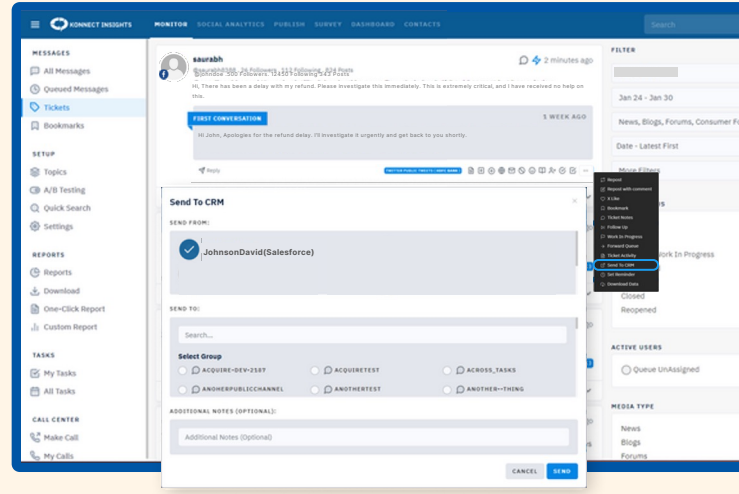 KONNECT INSIGHTS
MONITOR SOCIAL ANALYTICS PUBLISH SURVEY DASHBOARD CONTACTS
Search
MESSAGES
All Messages
Queued Messages
Tickets
Bookmarks
SETUP
Topics
A/B Testing
Quick Search
Settings
REPORTS
Reports
Download
One-Click Report
Custom Report
TASKS
My Tasks
All Tasks
CALL CENTER
Make Call
My Calls
saurabh
2 minutes ago
Hi, There has been a delay with my refund. Please investigate this immediately. This is extremely critical, and i have received no help on
this.
FIRST CONVERSATION
1 WEEK AGO
Hi John, Apologies for the refund delay. I'll investigate it urgently and get back to you shortly.
Reply
Send To CRM
SEND FROM:
JohnsonDavid(Salesforce)
SEND TO:
Search...
Select Group
ACQUIRE-DEV-2587
ACQUIRETEST
ACROSS_TASKS
ANOHERPUBLICCHANNEL
ANOTHERTEST
ANOTHER--THING
ADDITIONAL NOTES (OPTIONAL):
Additional Notes (Optional)
CANCEL
SEND
Repost
Repost with comment
X Like
Bookmark
Ticket Notes
Follow Up
Work In Progress
Forward Queue
Ticket Activity
Send To CRM
Set Reminder
Download Data
FILTER
Jan 24 - Jan 30
News, Blogs, Forums, Consumer Fo
Date - Latest First
More Filters
ork In Progress
Closed
Reopened
ACTIVE USERS
Queue UnAssigned
MEDIA TYPE
News
Blogs
Forums